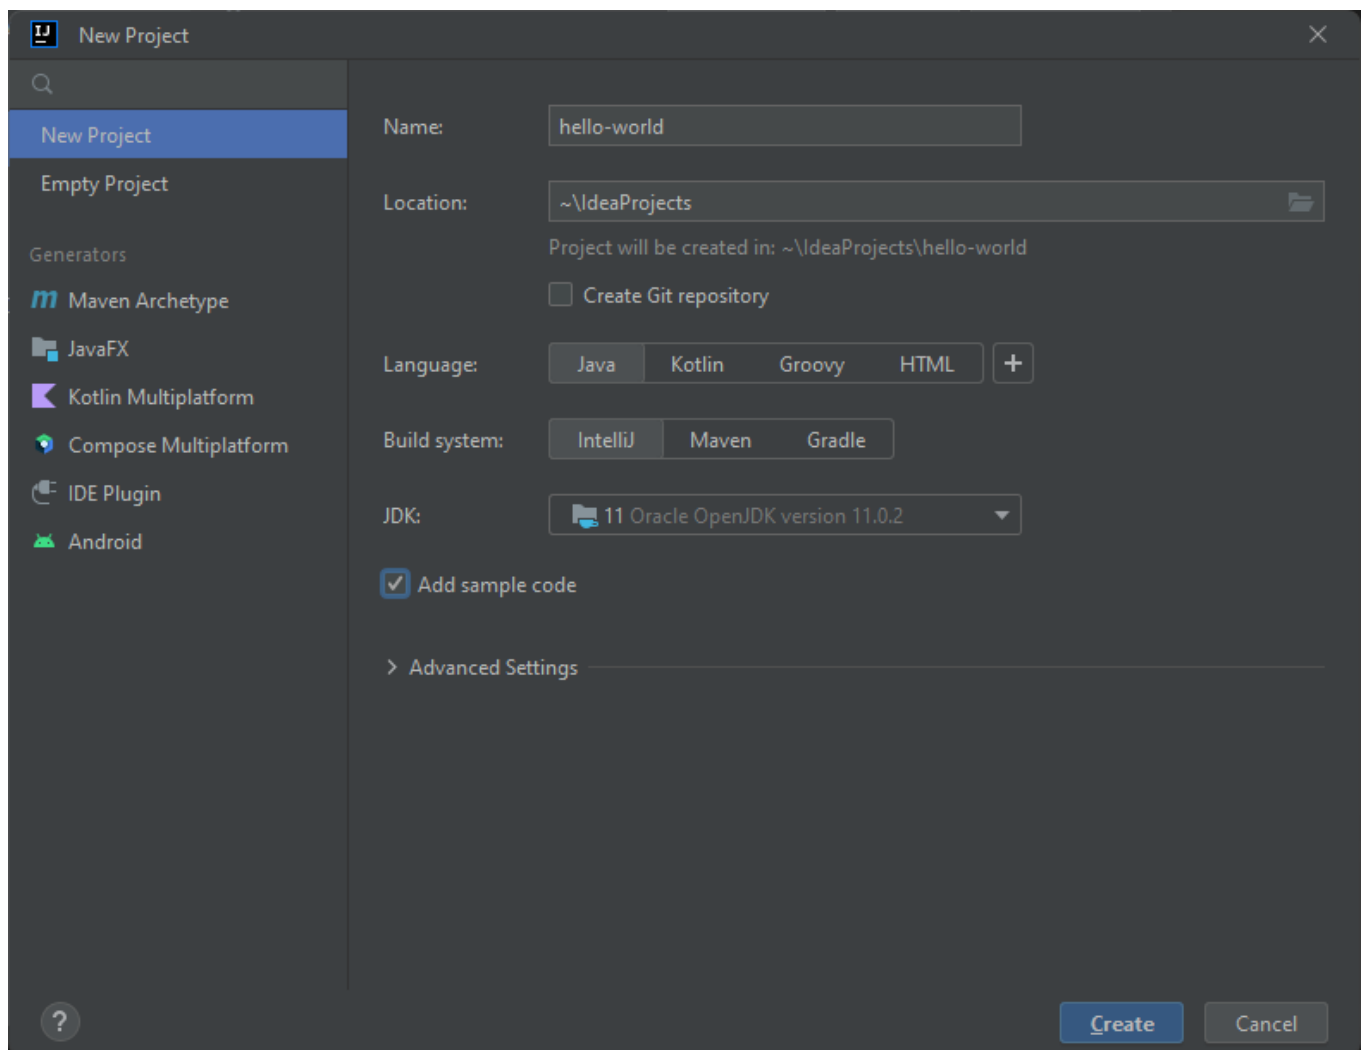 IJ
New Project
New Project
Empty Project
Generators
Maven Archetype
JavaFX
Kotlin Multiplatform
Compose Multiplatform
IDE Plugin
Android
Name: hello-world
Location: ~\IdeaProjects
Project will be created in: ~\IdeaProjects\hello-world
Create Git repository
Language: Java Kotlin Groovy HTML +
Build system: IntelliJ Maven Gradle
JDK: 11 Oracle OpenJDK version 11.0.2
Add sample code
Advanced Settings
? Create Cancel